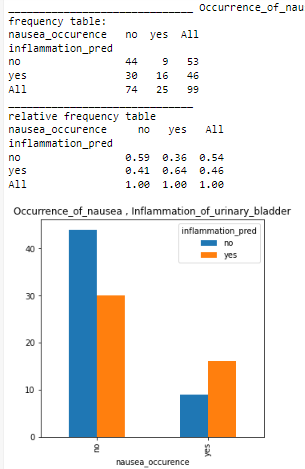 _______________________________ Occurrence_of_nau
frequency table:
nausea_occurence no yes All
inflammation_pred
no 44 9 53
yes 30 16 46
All 74 25 99
_______________________________
relative frequency table
nausea_occurence no yes All
inflammation_pred
no 0.59 0.36 0.54
yes 0.41 0.64 0.46
All 1.00 1.00 1.00
Occurrence_of_nausea , Inflammation_of_urinary_bladder
inflammation_pred
no
yes
40
30
20
10
0
no
yes
nausea_occurence